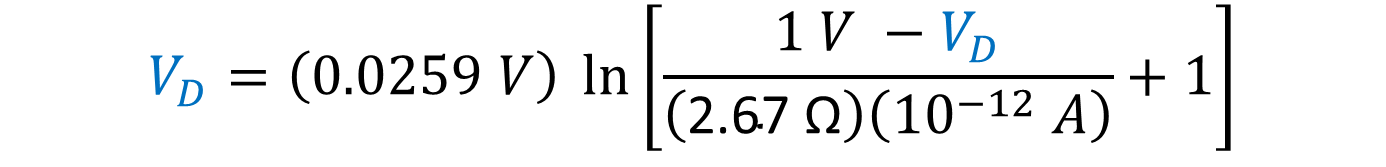 V_D = (0.0259 V) ln [ (1 V − V_D) / ((2.67 Ω)(10^−12 A)) + 1 ]